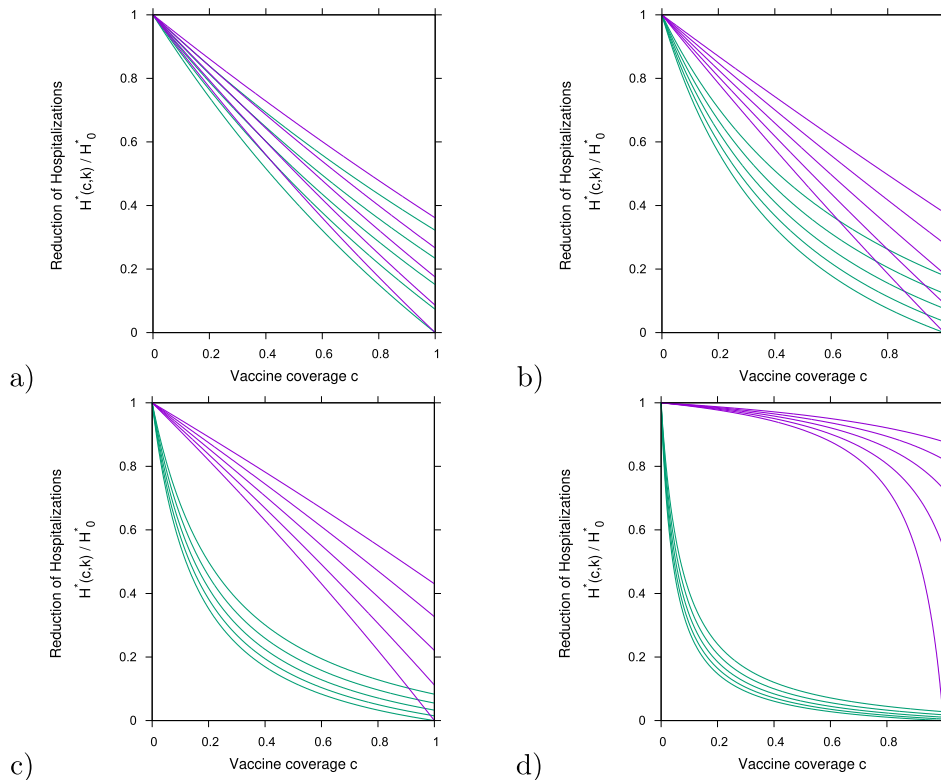 1
0.8
0.6
0.4
0.2
0
0 0.2 0.4 0.6 0.8 1
Reduction of Hospitalizations
H*(c,k) / H*0
Vaccine coverage c
a)
1
0.8
0.6
0.4
0.2
0
0 0.2 0.4 0.6 0.8
Reduction of Hospitalizations
H*(c,k) / H*0
Vaccine coverage c
b)
1
0.8
0.6
0.4
0.2
0
0 0.2 0.4 0.6 0.8 1
Reduction of Hospitalizations
H*(c,k) / H*0
Vaccine coverage c
c)
1
0.8
0.6
0.4
0.2
0
0 0.2 0.4 0.6 0.8
Reduction of Hospitalizations
H*(c,k) / H*0
Vaccine coverage c
d)